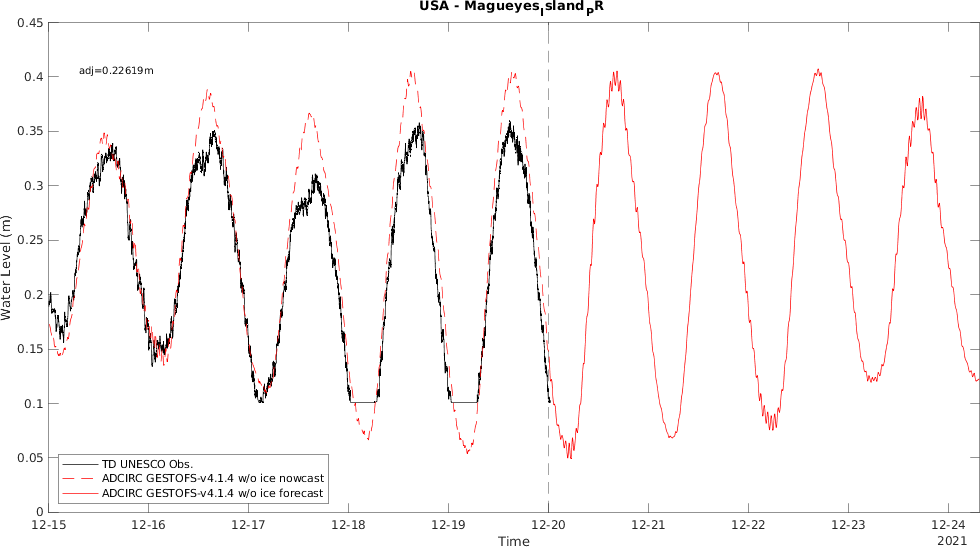 USA - Magueyes_Island_PR
0.45
adj=0.22619m
0.4
0.35
0.3
0.25
0.2
0.15
0.1
0.05
0
Water Level (m)
TD UNESCO Obs.
ADCIRC GESTOFS-v4.1.4 w/o ice nowcast
ADCIRC GESTOFS-v4.1.4 w/o ice forecast
12-15 12-16 12-17 12-18 12-19 12-20 12-21 12-22 12-23 12-24
Time
2021